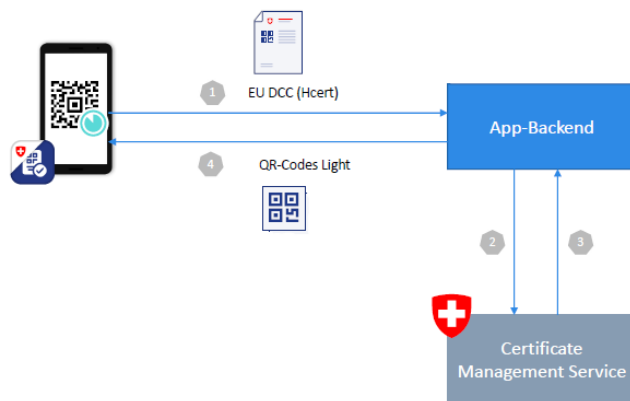 1
EU DCC (Hcert)
App-Backend
4
QR-Codes Light
2
3
Certificate
Management Service